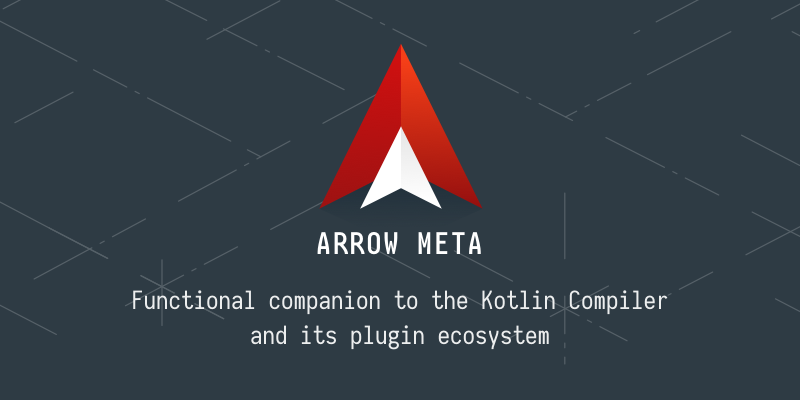 ARROW META
Functional companion to the Kotlin Compiler
and its plugin ecosystem